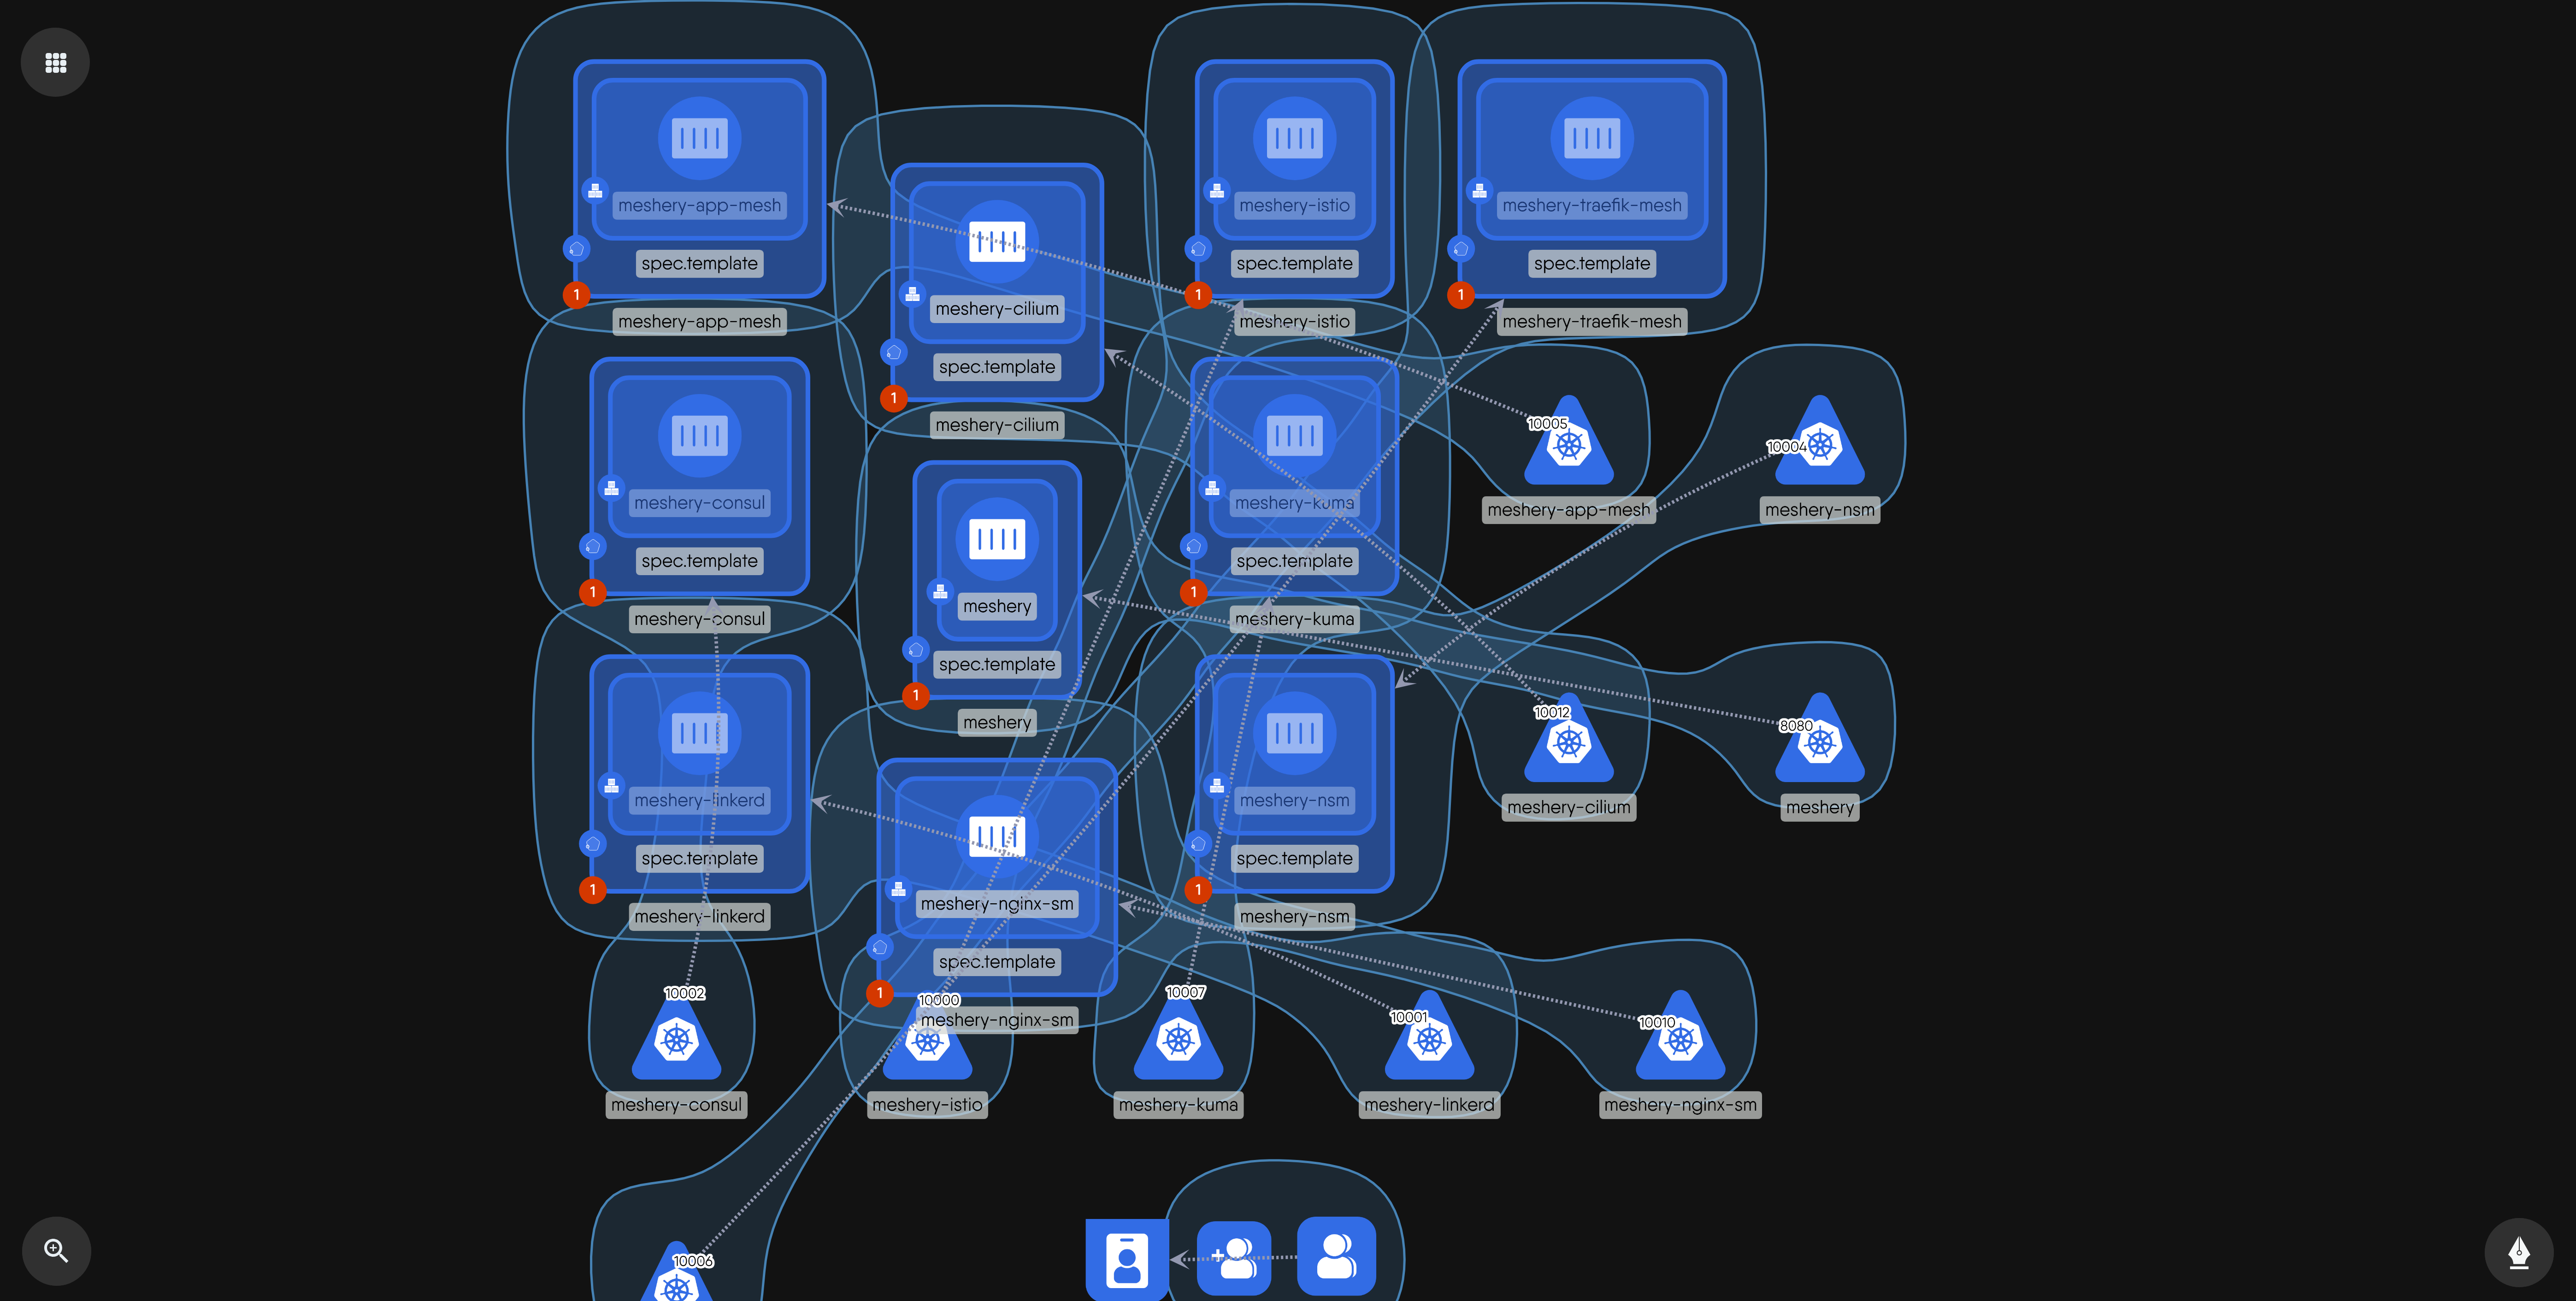 meshery-app-mesh
spec.template
1
meshery-app-mesh
meshery-cilium
spec.template
1
meshery-cilium
meshery-istio
spec.template
1
meshery-istio
meshery-traefik-mesh
spec.template
1
meshery-traefik-mesh
meshery-consul
spec.template
1
meshery-consul
meshery
spec.template
1
meshery
meshery-kuma
spec.template
1
meshery-kuma
10005
meshery-app-mesh
10004
meshery-nsm
meshery-linkerd
spec.template
1
meshery-linkerd
meshery-nginx-sm
spec.template
1
meshery-nginx-sm
meshery-nsm
spec.template
1
meshery-nsm
10012
meshery-cilium
8080
meshery
10002
meshery-consul
10000
meshery-istio
10007
meshery-kuma
10001
meshery-linkerd
10010
meshery-nginx-sm
10006